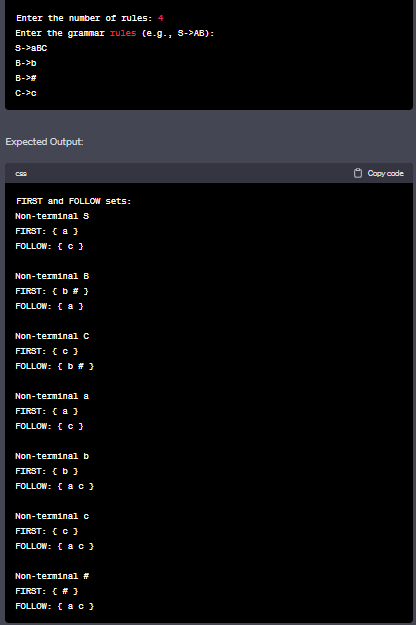 Enter the number of rules: 4
Enter the grammar rules (e.g., S->AB):
S->aBC
B->b
B->#
C->c
Expected Output:
css
Copy code
FIRST and FOLLOW sets:
Non-terminal S
FIRST: { a }
FOLLOW: { c }
Non-terminal B
FIRST: { b # }
FOLLOW: { a }
Non-terminal C
FIRST: { c }
FOLLOW: { b # }
Non-terminal a
FIRST: { a }
FOLLOW: { c }
Non-terminal b
FIRST: { b }
FOLLOW: { a c }
Non-terminal c
FIRST: { c }
FOLLOW: { a c }
Non-terminal #
FIRST: { # }
FOLLOW: { a c }